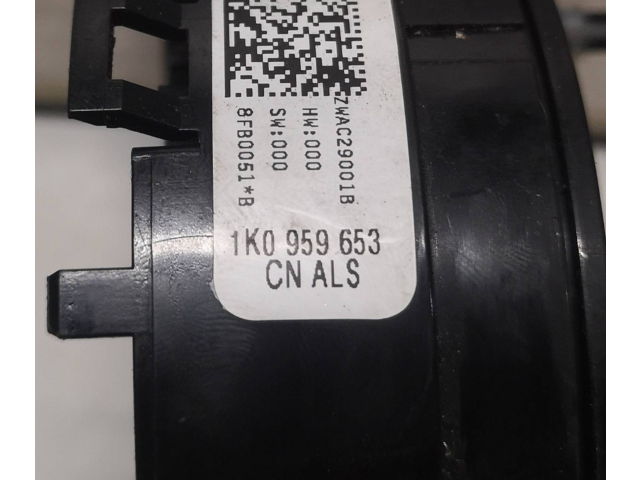 ZWAC29001B
HW:000
SW:000
8FB0051*B
1K0 959 653
CN ALS